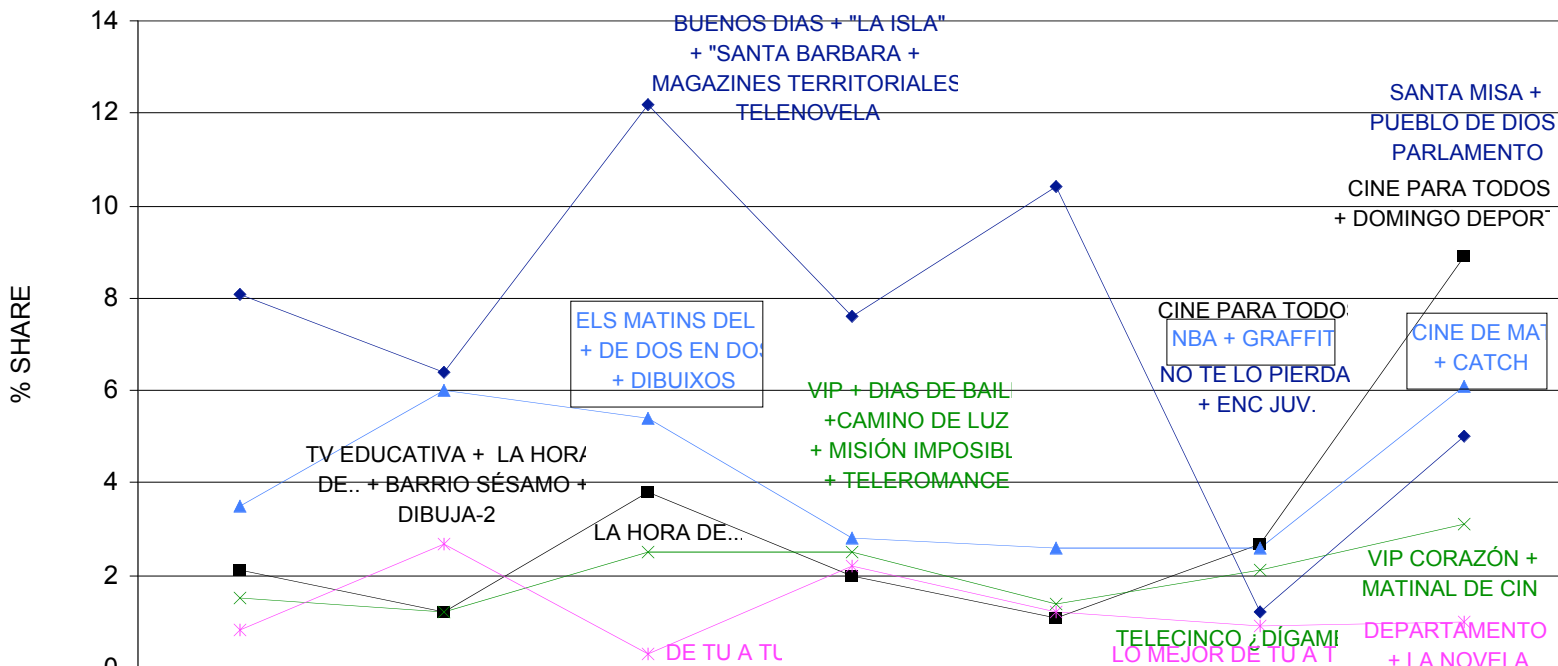 14
12
10
8
6
4
2
0
% SHARE
BUENOS DIAS + "LA ISLA"
+ "SANTA BARBARA +
MAGAZINES TERRITORIALES
TELENOVELA
SANTA MISA +
PUEBLO DE DIOS
PARLAMENTO
CINE PARA TODOS
+ DOMINGO DEPORT
ELS MATINS DEL
+ DE DOS EN DOS
+ DIBUIXOS
CINE PARA TODOS
NBA + GRAFFIT
NO TE LO PIERDA
+ ENC JUV.
CINE DE MAT
+ CATCH
VIP + DIAS DE BAIL
+CAMINO DE LUZ
+ MISIÓN IMPOSIBL
+ TELEROMANCE
TV EDUCATIVA + LA HORA
DE.. + BARRIO SÉSAMO +
DIBUJA-2
LA HORA DE...
DE TU A TU
TELECINCO ¿DÍGAME
LO MEJOR DE TU A T
VIP CORAZÓN +
MATINAL DE CIN
DEPARTAMENTO
+ LA NOVELA